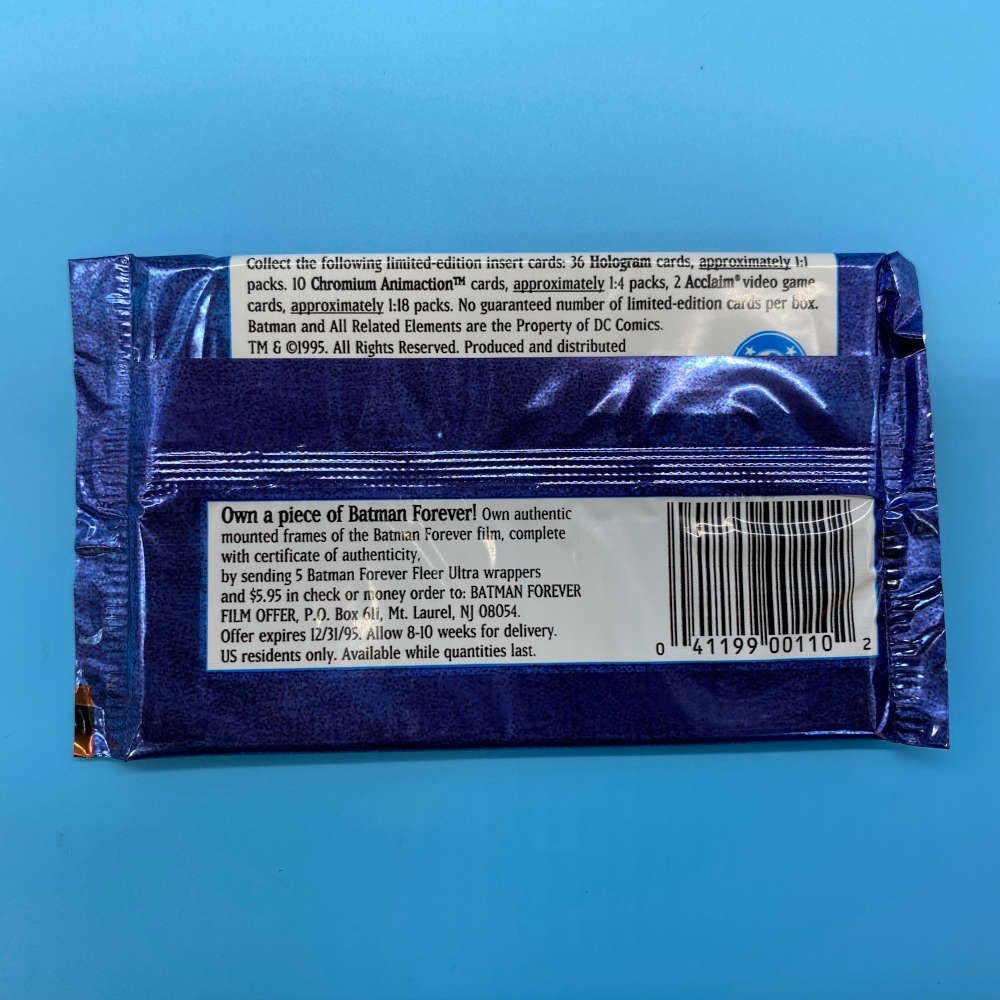 Collect the following limited-edition insert cards: 36 Hologram cards, approximately 1:1
packs. 10 Chromium Animaction™ cards, approximately 1:4 packs, 2 Acclaim® video game
cards, approximately 1:18 packs. No guaranteed number of limited-edition cards per box.
Batman and All Related Elements are the Property of DC Comics.
TM & ©1995. All Rights Reserved. Produced and distributed
Own a piece of Batman Forever! Own authentic
mounted frames of the Batman Forever film, complete
with certificate of authenticity,
by sending 5 Batman Forever Fleer Ultra wrappers
and $5.95 in check or money order to: BATMAN FOREVER
FILM OFFER, P.O. Box Mt. Laurel, NJ 08054.
Offer expires 12/31/95. Allow 8-10 weeks for delivery.
US residents only. Available while quantities last.
0 41199 00110 2